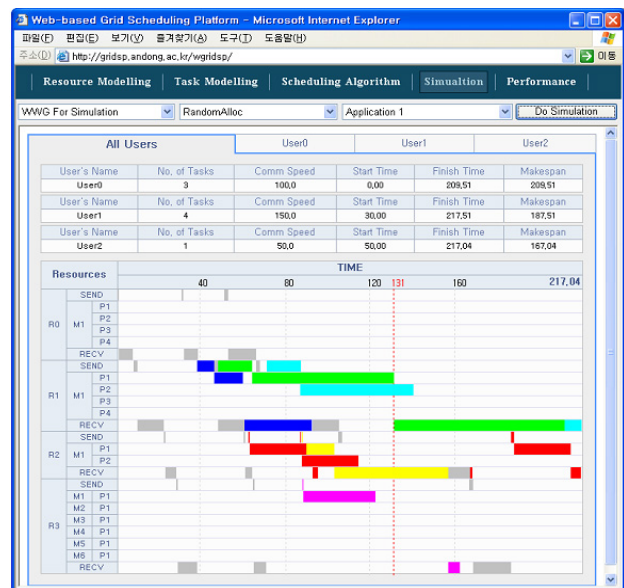 Web-based Grid Scheduling Platform - Microsoft Internet Explorer
파일(F) 편집(E) 보기(V) 즐겨찾기(A) 도구(T) 도움말(H)
주소(D) http://gridsp.andong.ac.kr/wgridsp/ 이동
Resource Modelling | Task Modelling | Scheduling Algorithm | Simualtion | Performance |
WWG For Simulation RandomAlloc Application 1 Do Simulation
All Users User0 User1 User2
User's Name No, of Tasks Comm Speed Start Time Finish Time Makespan
User0 3 100,0 0,00 209,51 209,51
User's Name No, of Tasks Comm Speed Start Time Finish Time Makespan
User1 4 150,0 30,00 217,51 187,51
User's Name No, of Tasks Comm Speed Start Time Finish Time Makespan
User2 1 50,0 50,00 217,04 167,04
Resources TIME
40 80 120 131 160 217,04
SEND
P1
P2
R0 M1
P3
P4
RECV
SEND
P1
P2
R1 M1
P3
P4
RECV
SEND
P1
R2 M1
P2
RECV
SEND
M1 P1
M2 P1
M3 P1
R3
M4 P1
M5 P1
M6 P1
RECV